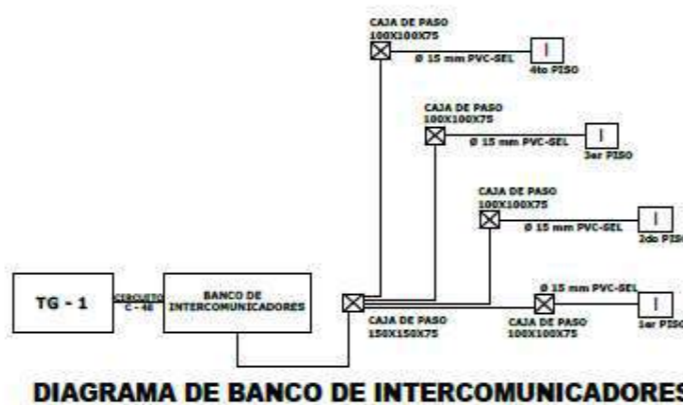 CAJA DE PASO
100X100X75
Ø 15 mm PVC-SEL
I
4to PISO
CAJA DE PASO
100X100X75
Ø 15 mm PVC-SEL
I
3er PISO
CAJA DE PASO
100X100X75
Ø 15 mm PVC-SEL
I
2do PISO
TG - 1
CIRCUITO
BANCO DE
INTERCOMUNICADORES
Ø 15 mm PVC-SEL
I
1er PISO
CAJA DE PASO
150X150X75
CAJA DE PASO
100X100X75
DIAGRAMA DE BANCO DE INTERCOMUNICADORES